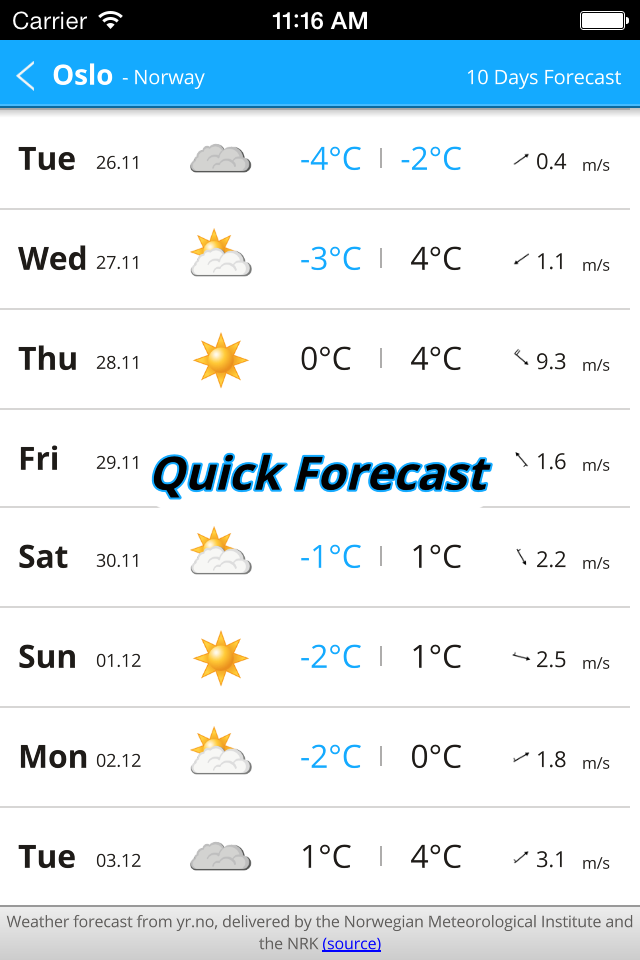 Carrier 11:16 AM
Oslo - Norway 10 Days Forecast
Tue 26.11 -4°C | -2°C 0.4 m/s
Wed 27.11 -3°C | 4°C 1.1 m/s
Thu 28.11 0°C | 4°C 9.3 m/s
Fri 29.11 1.6 m/s
Quick Forecast
Sat 30.11 -1°C | 1°C 2.2 m/s
Sun 01.12 -2°C | 1°C 2.5 m/s
Mon 02.12 -2°C | 0°C 1.8 m/s
Tue 03.12 1°C | 4°C 3.1 m/s
Weather forecast from yr.no, delivered by the Norwegian Meteorological Institute and
the NRK (source)